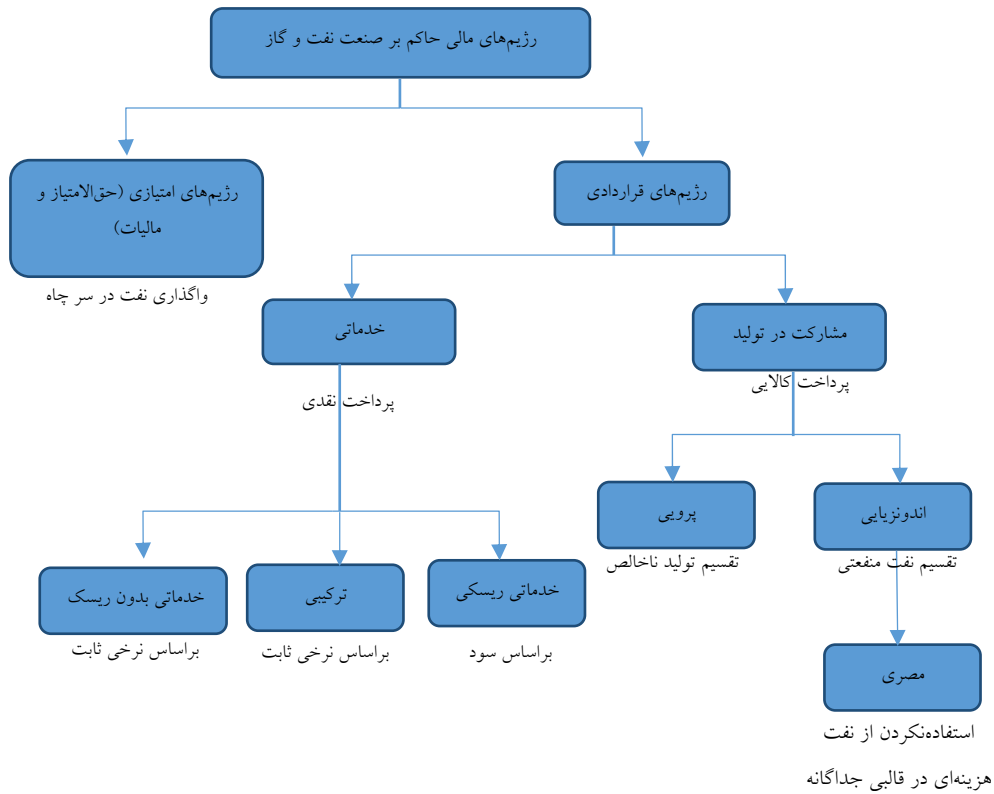 رژیم‌های مالی حاکم بر صنعت نفت و گاز
رژیم‌های امتیازی (حق‌الامتیاز و
مالیات)
واگذاری نفت در سر چاه
رژیم‌های قراردادی
مشارکت در تولید
پرداخت کالایی
خدماتی
پرداخت نقدی
اندونزیایی
تقسیم نفت منفعتی
پرویی
تقسیم تولید ناخالص
مصری
استفاده‌نکردن از نفت
هزینه‌ای در قالبی جداگانه
خدماتی ریسکی
براساس سود
ترکیبی
براساس نرخی ثابت
خدماتی بدون ریسک
براساس نرخی ثابت